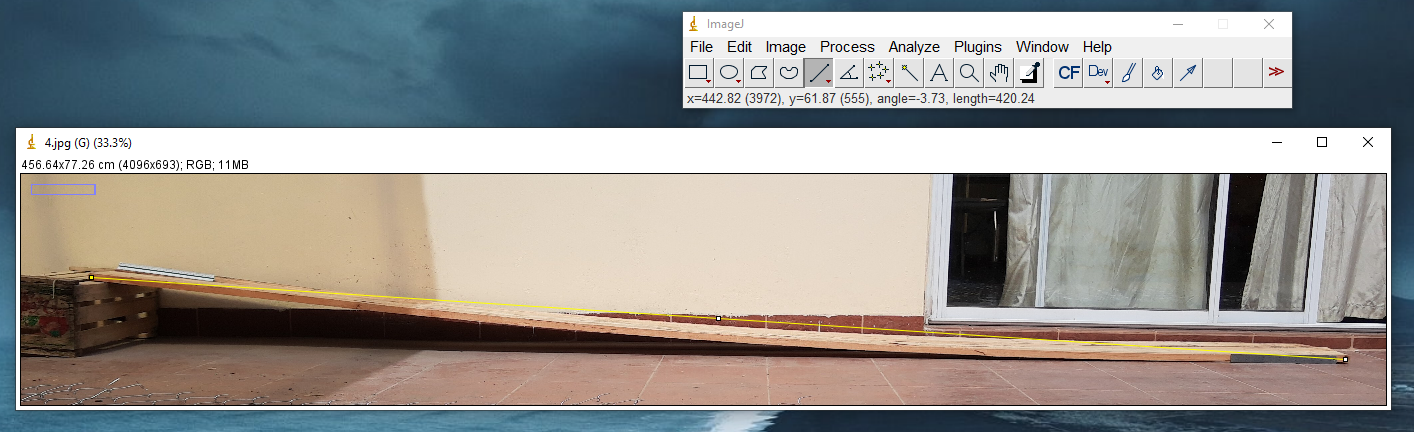 ImageJ
File Edit Image Process Analyze Plugins Window Help
CF Dev
x=442.82 (3972), y=61.87 (555), angle=-3.73, length=420.24
4.jpg (G) (33.3%)
456.64x77.26 cm (4096x693); RGB; 11MB